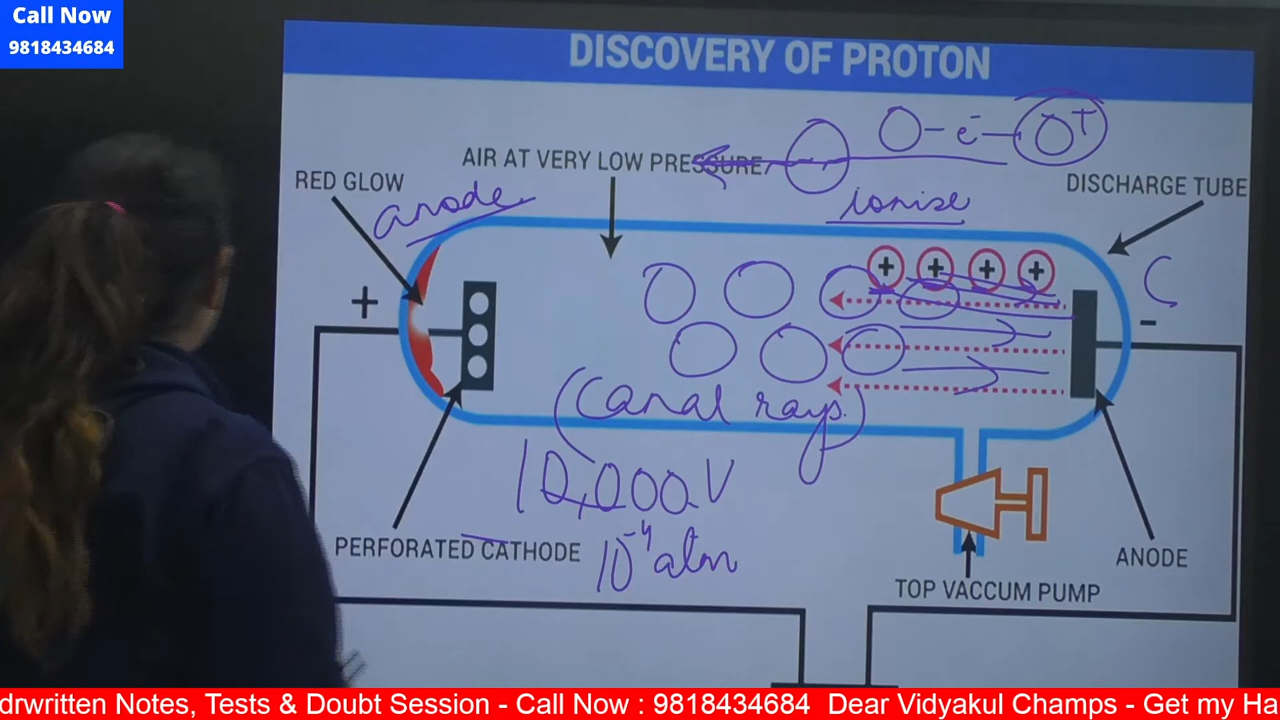 Call Now
9818434684
DISCOVERY OF PROTON
O-e-O+
AIR AT VERY LOW PRESSURE
RED GLOW
anode
ionise
DISCHARGE TUBE
+ + + +
+
C
-
(Canal rays.)
10,000V
PERFORATED CATHODE
10-4 atm
ANODE
TOP VACCUM PUMP
drwritten Notes, Tests & Doubt Session - Call Now : 9818434684 Dear Vidyakul Champs - Get my Ha